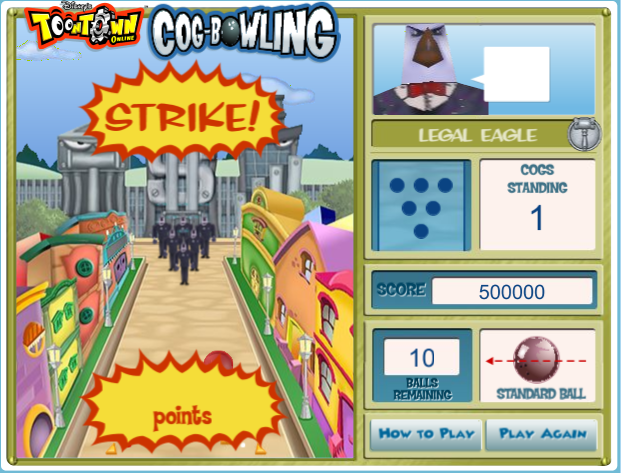 Disney's
TOONTOWN
ONLINE
COG-BOWLING
STRIKE!
points
LEGAL EAGLE
COGS
STANDING
1
SCORE
500000
10
BALLS
REMAINING
STANDARD BALL
HOW TO PLAY
PLAY AGAIN